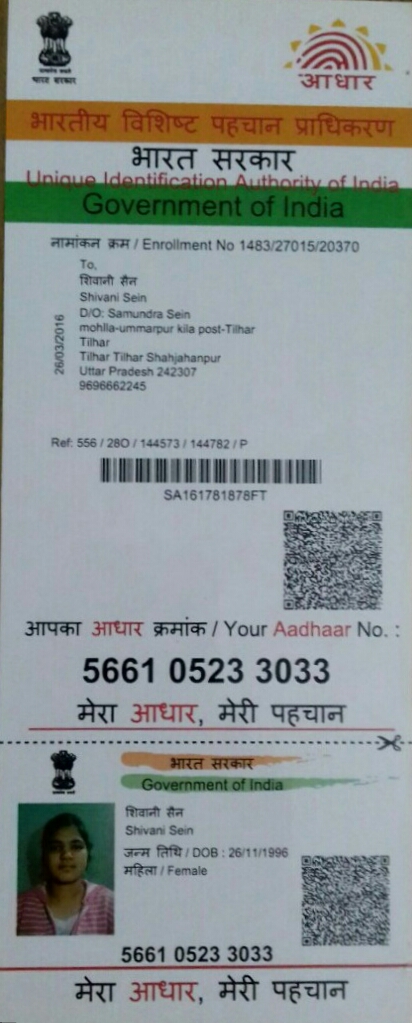 सत्यमेव जयते
भारत सरकार
आधार
भारतीय विशिष्ट पहचान प्राधिकरण
भारत सरकार
Unique Identification Authority of India
Government of India
नामांकन क्रम / Enrollment No 1483/27015/20370
26/03/2016
To,
शिवानी सैन
Shivani Sein
D/O: Samundra Sein
mohlla-ummarpur kila post-Tilhar
Tilhar
Tilhar Tilhar Shahjahanpur
Uttar Pradesh 242307
9696662245
Ref: 556 / 28O / 144573 / 144782 / P
SA161781878FT
आपका आधार क्रमांक / Your Aadhaar No. :
5661 0523 3033
मेरा आधार, मेरी पहचान
भारत सरकार
Government of India
शिवानी सैन
Shivani Sein
जन्म तिथि / DOB : 26/11/1996
महिला / Female
5661 0523 3033
मेरा आधार, मेरी पहचान